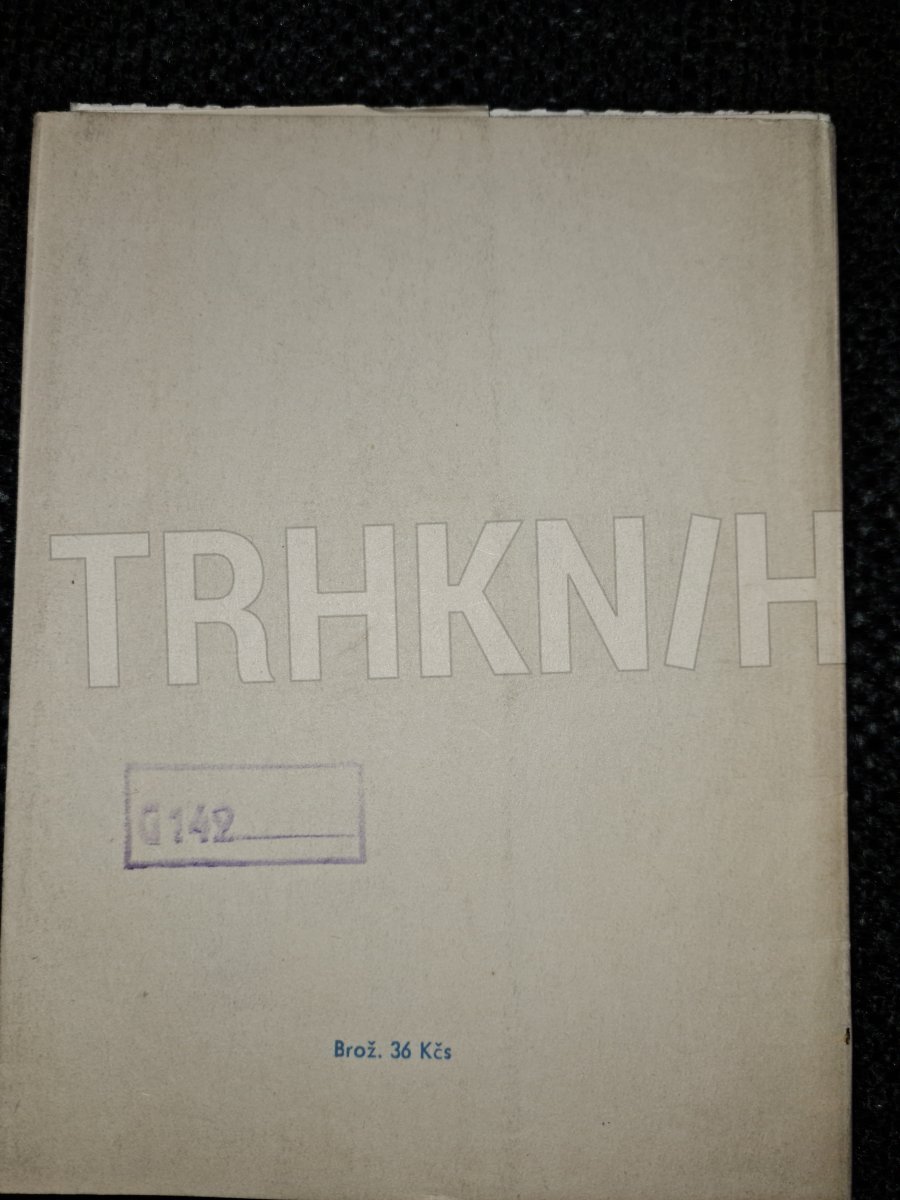 TRHKN/H
G 142
Brož. 36 Kčs